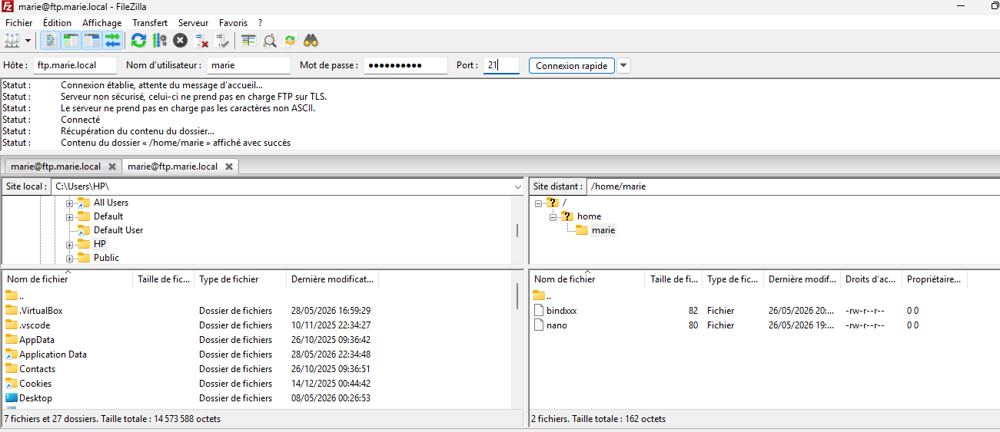 marie@ftp.marie.local - FileZilla
Fichier Édition Affichage Transfert Serveur Favoris ?
Hôte : ftp.marie.local Nom d'utilisateur : marie Mot de passe : ●●●●●●●●●● Port : 21 Connexion rapide
Statut : Connexion établie, attente du message d'accueil...
Statut : Serveur non sécurisé, celui-ci ne prend pas en charge FTP sur TLS.
Statut : Le serveur ne prend pas en charge pas les caractères non ASCII.
Statut : Connecté
Statut : Récupération du contenu du dossier...
Statut : Contenu du dossier « /home/marie » affiché avec succès
marie@ftp.marie.local marie@ftp.marie.local
Site local : C:\Users\HP\
All Users
Default
Default User
HP
Public
Nom de fichier Taille de fic... Type de fichier Dernière modificat...
..
.VirtualBox Dossier de fichiers 28/05/2026 16:59:29
.vscode Dossier de fichiers 10/11/2025 22:34:27
AppData Dossier de fichiers 26/10/2025 09:36:42
Application Data Dossier de fichiers 28/05/2026 22:34:48
Contacts Dossier de fichiers 26/10/2025 09:36:51
Cookies Dossier de fichiers 14/12/2025 00:44:42
Desktop Dossier de fichiers 08/05/2026 00:26:53
7 fichiers et 27 dossiers. Taille totale : 14 573 588 octets
Site distant : /home/marie
/
home
marie
Nom de fichier Taille de fi... Type de fic... Dernière modif... Droits d'ac... Propriétaire...
..
bindxxx 82 Fichier 26/05/2026 20:... -rw-r--r-- 0 0
nano 80 Fichier 26/05/2026 19:... -rw-r--r-- 0 0
2 fichiers. Taille totale : 162 octets